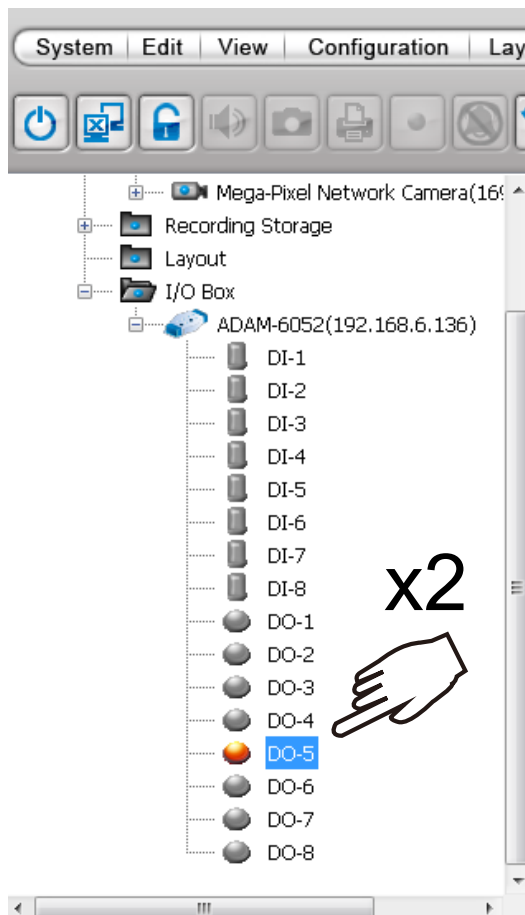 System Edit View Configuration Lay
Mega-Pixel Network Camera(169
Recording Storage
Layout
I/O Box
ADAM-6052(192.168.6.136)
DI-1
DI-2
DI-3
DI-4
DI-5
DI-6
DI-7
DI-8
x2
DO-1
DO-2
DO-3
DO-4
DO-5
DO-6
DO-7
DO-8